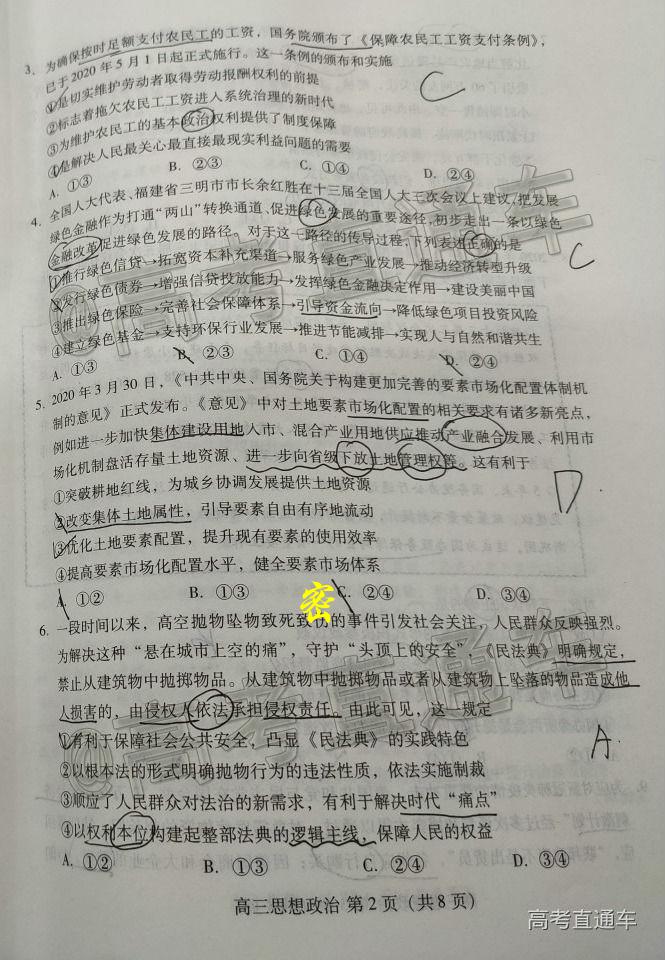 3. 为确保按时足额支付农民工的工资，国务院颁布了《保障农民工工资支付条例》，
已于2020年5月1日起正式施行。这一条例的颁布和实施
①是切实维护劳动者取得劳动报酬权利的前提
②标志着拖欠农民工工资进入系统治理的新时代
③为维护农民工的基本政治权利提供了制度保障
④是解决人民最关心最直接最现实利益问题的需要
A. ①③ B. ②③ C. ①④ D. ②④
C
4. 全国人大代表、福建省三明市市长余红胜在十三届全国人大三次会议上建议，把发展
绿色金融作为打通“两山”转换通道、促进绿色发展的重要途径，初步走出一条以绿色
金融改革促进绿色发展的路径。对于这一路径的传导过程，下列表述正确的是
①推行绿色信贷→拓宽资本补充渠道→服务绿色产业发展→推动经济转型升级
②发行绿色债券→增强信贷投放能力→发挥绿色金融决定作用→建设美丽中国
③推出绿色保险→完善社会保障体系→引导资金流向→降低绿色项目投资风险
④建立绿色基金→支持环保行业发展→推进节能减排→实现人与自然和谐共生
A. ①③ B. ②③ C. ①④ D. ②④
C
5. 2020年3月30日，《中共中央、国务院关于构建更加完善的要素市场化配置体制机
制的意见》正式发布。《意见》中对土地要素市场化配置的相关要求有诸多新亮点，
例如进一步加快集体建设用地入市、混合产业用地供应推动产业融合发展、利用市
场化机制盘活存量土地资源、进一步向省级下放土地管理权等。这有利于
①突破耕地红线，为城乡协调发展提供土地资源
②改变集体土地属性，引导要素自由有序地流动
③优化土地要素配置，提升现有要素的使用效率
④提高要素市场化配置水平，健全要素市场体系
A. ①② B. ①③ C. ②④ D. ③④
D
密
6. 一段时间以来，高空抛物坠物致死致伤的事件引发社会关注，人民群众反映强烈。
为解决这种“悬在城市上空的痛”，守护“头顶上的安全”，《民法典》明确规定，
禁止从建筑物中抛掷物品。从建筑物中抛掷物品或者从建筑物上坠落的物品造成他
人损害的，由侵权人依法承担侵权责任。由此可见，这一规定
①有利于保障社会公共安全，凸显《民法典》的实践特色
②以根本法的形式明确抛物行为的违法性质，依法实施制裁
③顺应了人民群众对法治的新需求，有利于解决时代“痛点”
④以权利本位构建起整部法典的逻辑主线，保障人民的权益
A. ①② B. ①③ C. ②④ D. ③④
A.
高三思想政治 第2页（共8页）
@高考直通车
@高考直通车
高考直通车